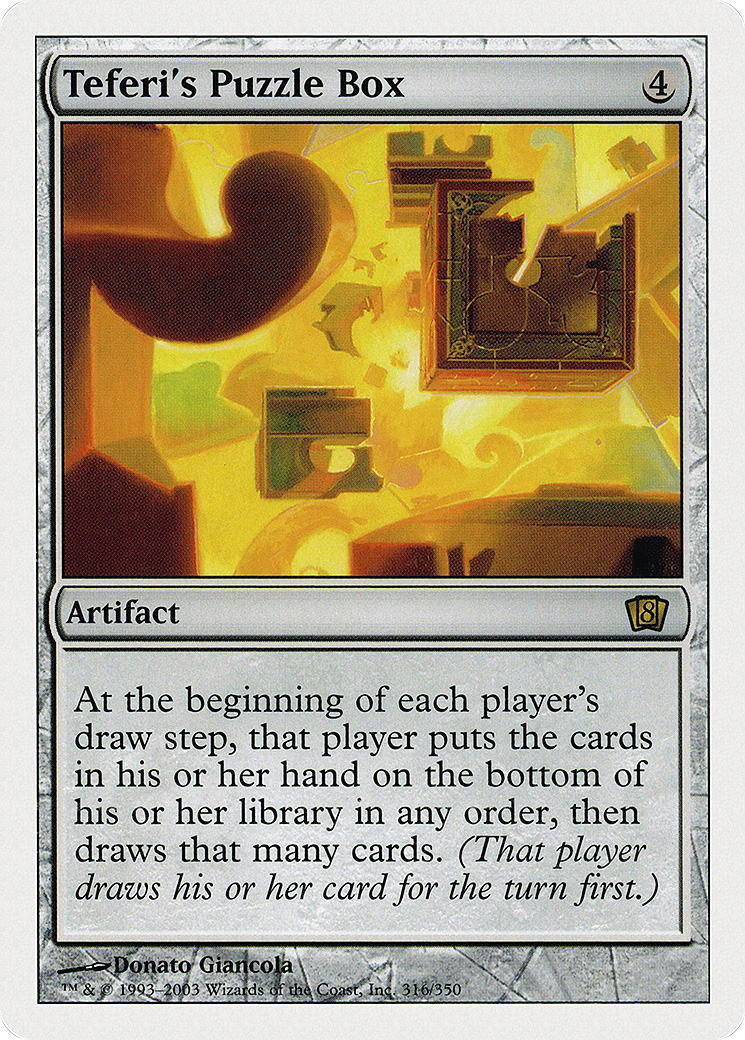 Teferi's Puzzle Box 4
Artifact 8
At the beginning of each player's
draw step, that player puts the cards
in his or her hand on the bottom of
his or her library in any order, then
draws that many cards. (That player
draws his or her card for the turn first.)
Donato Giancola
™ & © 1993–2003 Wizards of the Coast, Inc. 316/350